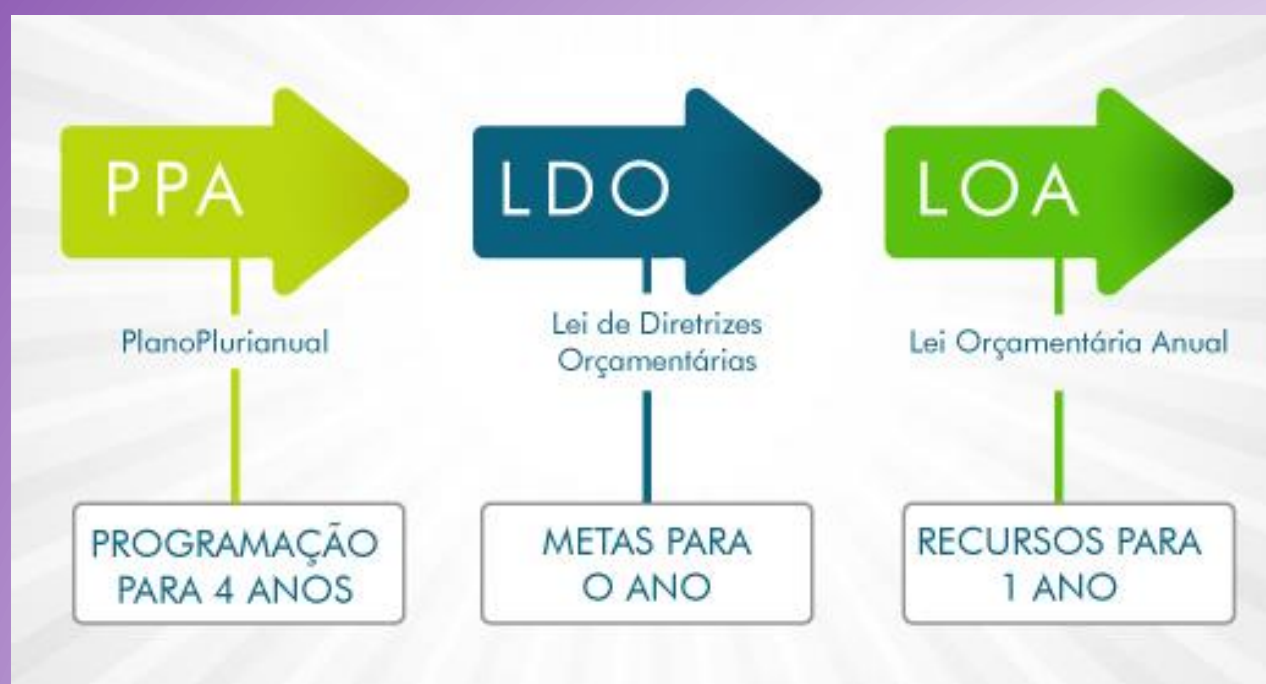 PPA
PlanoPlurianual
PROGRAMAÇÃO
PARA 4 ANOS
LDO
Lei de Diretrizes
Orçamentárias
METAS PARA
O ANO
LOA
Lei Orçamentária Anual
RECURSOS PARA
1 ANO